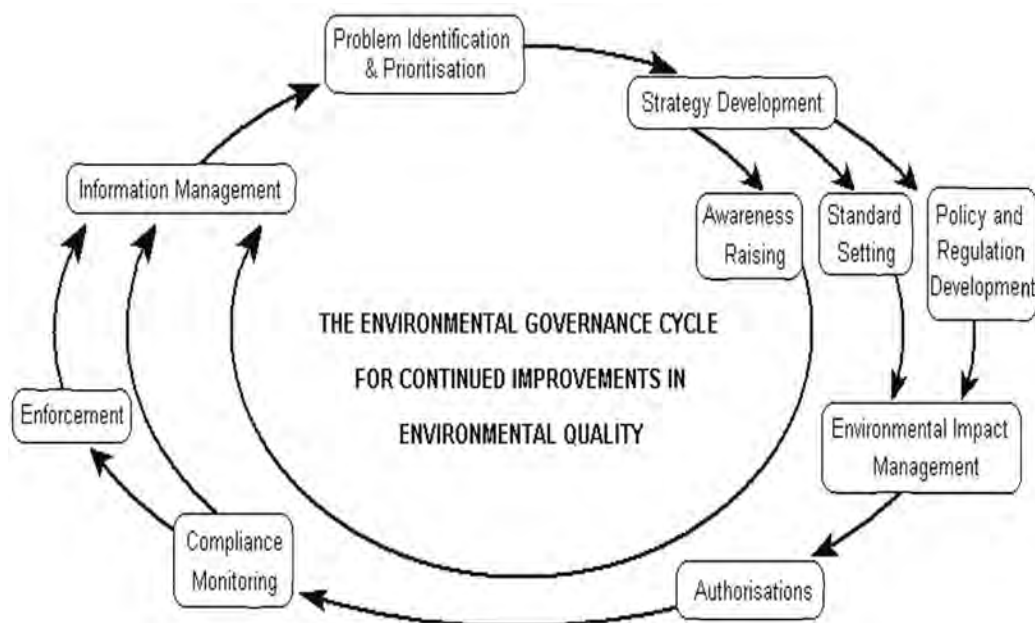 Problem Identification
& Prioritisation
Strategy Development
Information Management
Awareness
Raising
Standard
Setting
Policy and
Regulation
Development
THE ENVIRONMENTAL GOVERNANCE CYCLE
FOR CONTINUED IMPROVEMENTS IN
ENVIRONMENTAL QUALITY
Enforcement
Environmental Impact
Management
Compliance
Monitoring
Authorisations